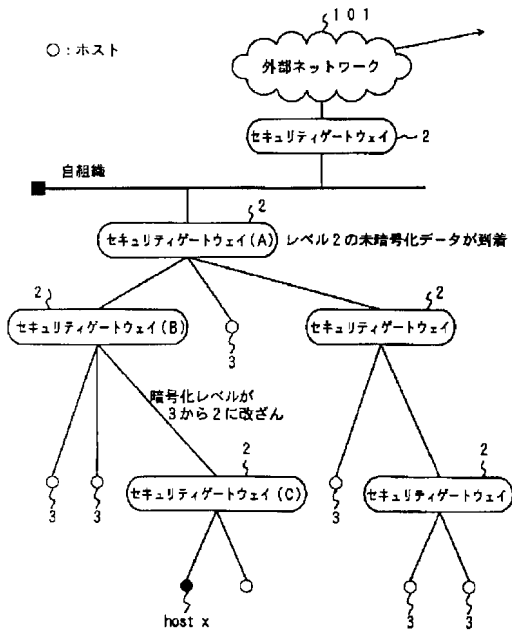 101
○:ホスト
外部ネットワーク
セキュリティゲートウェイ 2
自組織
2
セキュリティゲートウェイ(A) レベル2の未暗号化データが到着
2
セキュリティゲートウェイ(B)
2
セキュリティゲートウェイ
3
暗号化レベルが
3から2に改ざん
3
3
2
セキュリティゲートウェイ(C)
3
2
セキュリティゲートウェイ
host x
3
3